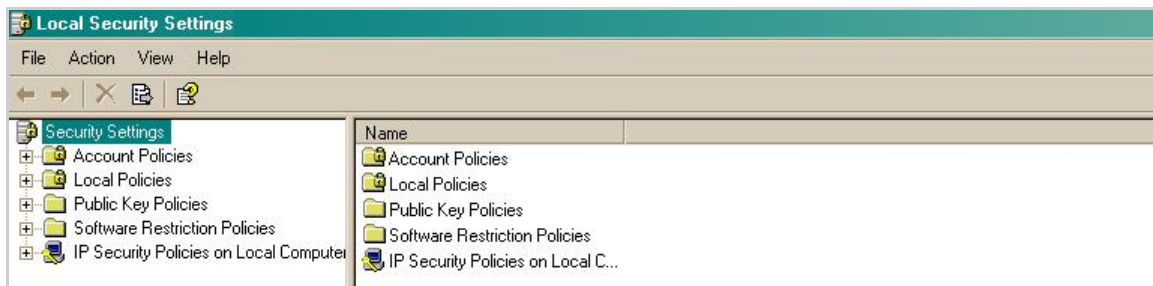 Local Security Settings
File Action View Help
Security Settings
Account Policies
Local Policies
Public Key Policies
Software Restriction Policies
IP Security Policies on Local Computer
Name
Account Policies
Local Policies
Public Key Policies
Software Restriction Policies
IP Security Policies on Local C...